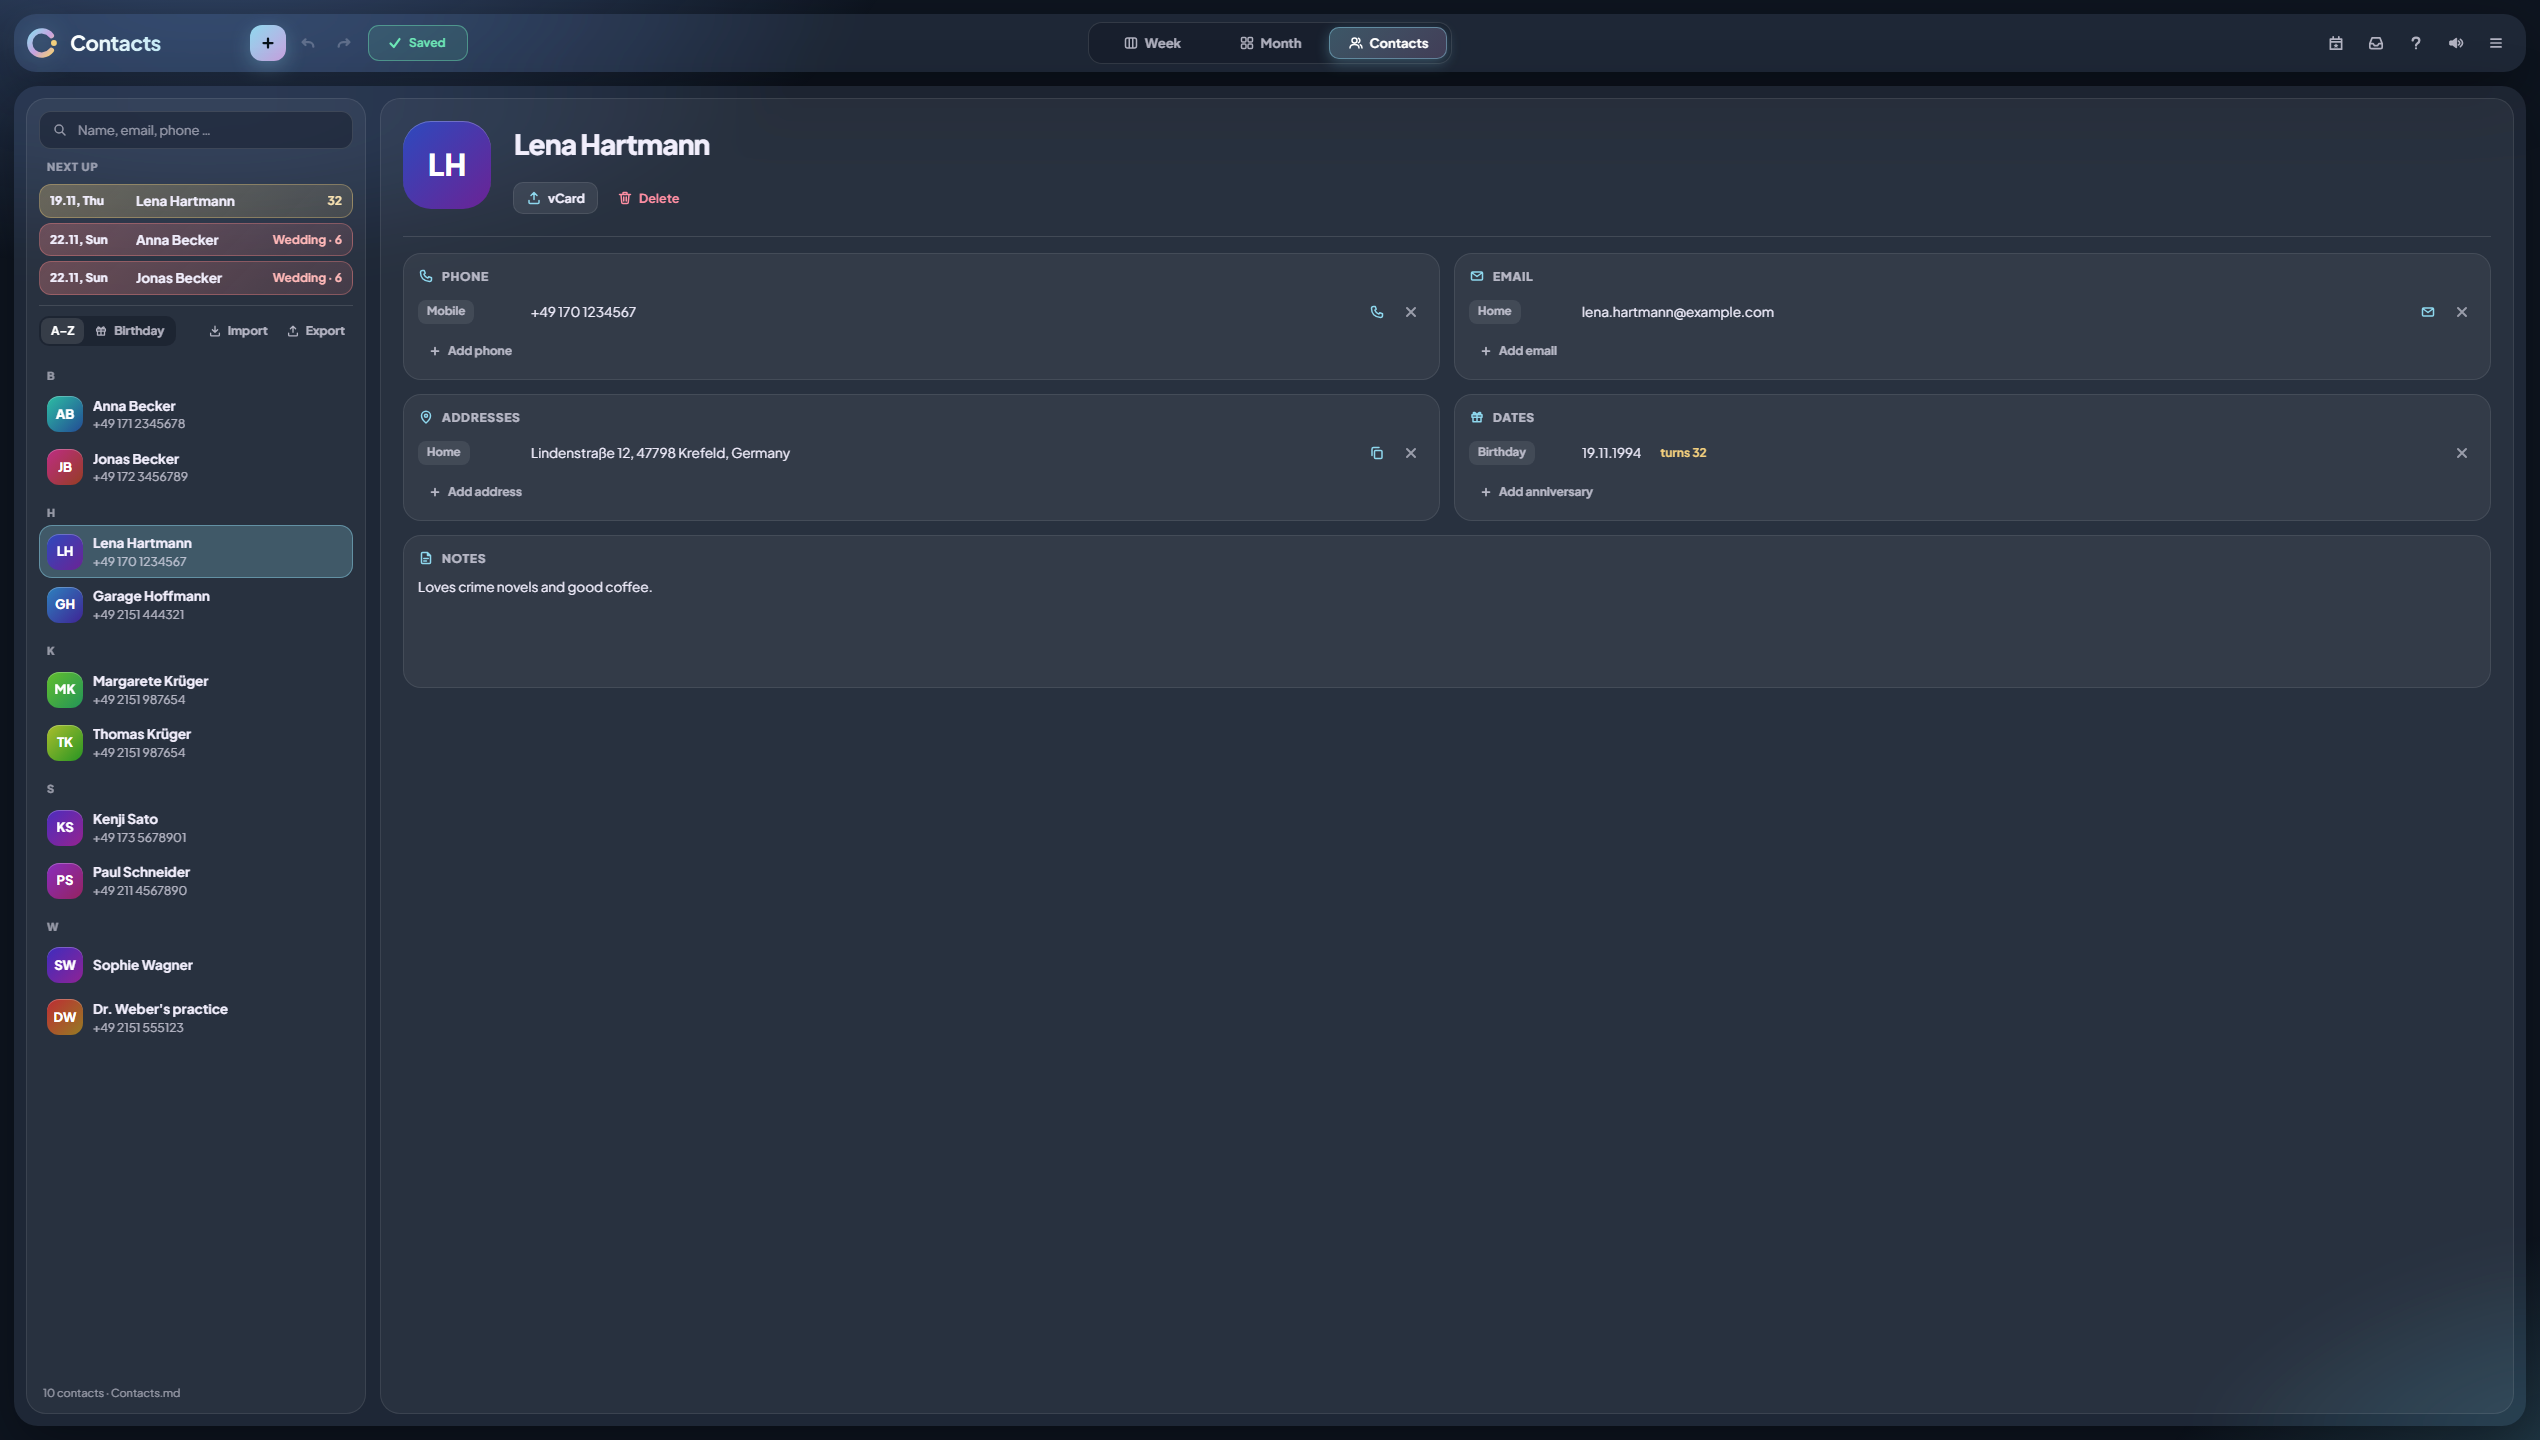 Contacts
Saved
Week
Month
Contacts
Name, email, phone ...
NEXT UP
19.11, Thu Lena Hartmann 32
22.11, Sun Anna Becker Wedding · 6
22.11, Sun Jonas Becker Wedding · 6
A–Z Birthday Import Export
B
AB
Anna Becker
+49 171 2345678
JB
Jonas Becker
+49 172 3456789
H
LH
Lena Hartmann
+49 170 1234567
GH
Garage Hoffmann
+49 2151 444321
K
MK
Margarete Krüger
+49 2151 987654
TK
Thomas Krüger
+49 2151 987654
S
KS
Kenji Sato
+49 173 5678901
PS
Paul Schneider
+49 211 4567890
W
SW
Sophie Wagner
DW
Dr. Weber's practice
+49 2151 555123
10 contacts · Contacts.md
LH
Lena Hartmann
vCard Delete
PHONE
Mobile +49 170 1234567
+ Add phone
EMAIL
Home lena.hartmann@example.com
+ Add email
ADDRESSES
Home Lindenstraße 12, 47798 Krefeld, Germany
+ Add address
DATES
Birthday 19.11.1994 turns 32
+ Add anniversary
NOTES
Loves crime novels and good coffee.